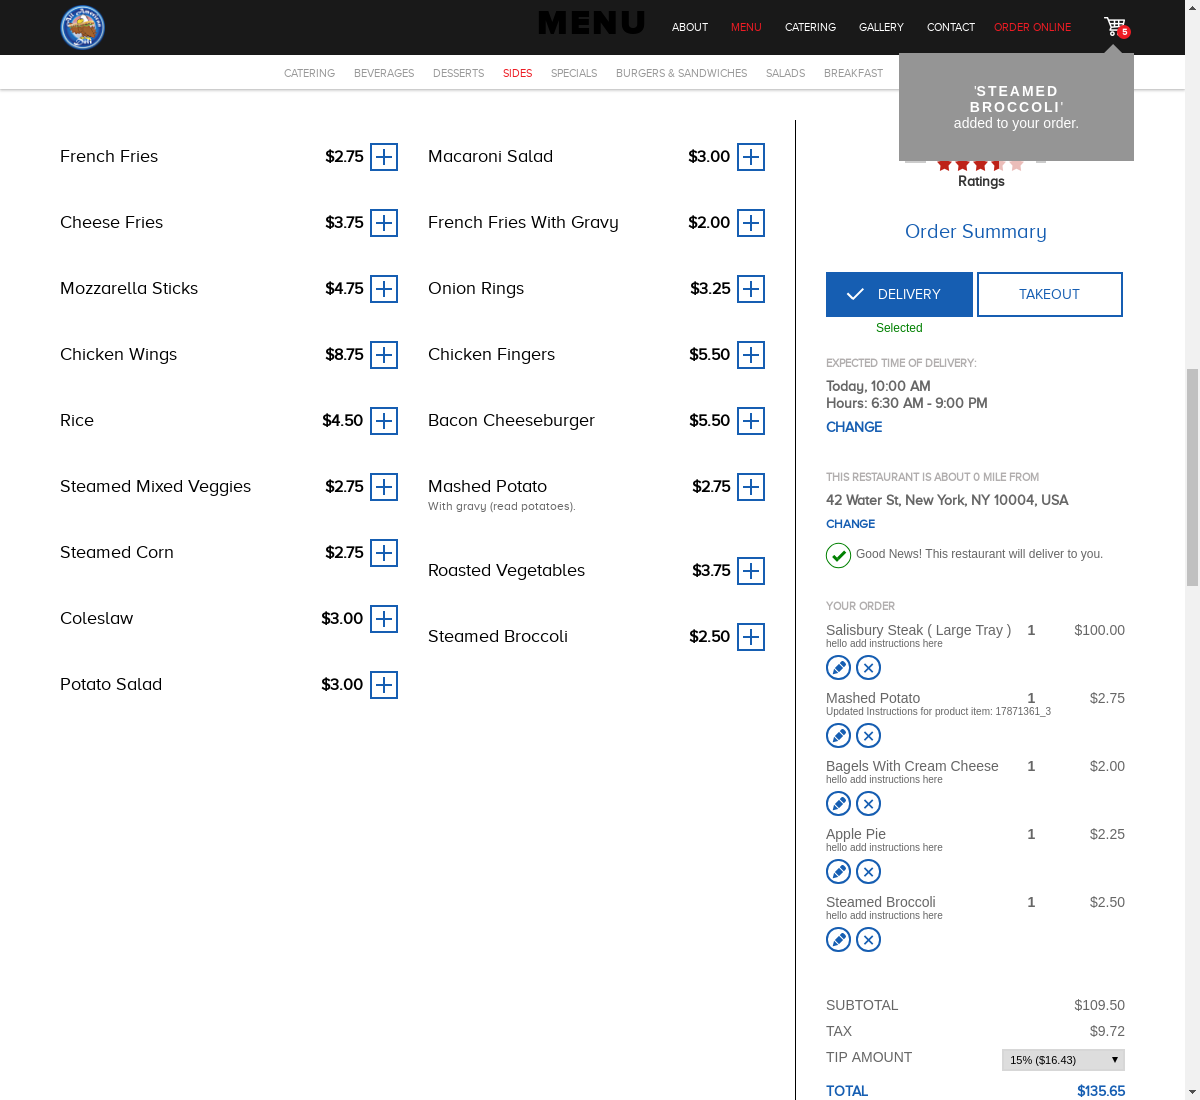 All American
Deli
MENU
ABOUT
MENU
CATERING
GALLERY
CONTACT
ORDER ONLINE
5
CATERING
BEVERAGES
DESSERTS
SIDES
SPECIALS
BURGERS & SANDWICHES
SALADS
BREAKFAST
'STEAMED
BROCCOLI'
added to your order.
French Fries $2.75
Cheese Fries $3.75
Mozzarella Sticks $4.75
Chicken Wings $8.75
Rice $4.50
Steamed Mixed Veggies $2.75
Steamed Corn $2.75
Coleslaw $3.00
Potato Salad $3.00
Macaroni Salad $3.00
French Fries With Gravy $2.00
Onion Rings $3.25
Chicken Fingers $5.50
Bacon Cheeseburger $5.50
Mashed Potato $2.75
With gravy (read potatoes).
Roasted Vegetables $3.75
Steamed Broccoli $2.50
Ratings
Order Summary
DELIVERY
TAKEOUT
Selected
EXPECTED TIME OF DELIVERY:
Today, 10:00 AM
Hours: 6:30 AM - 9:00 PM
CHANGE
THIS RESTAURANT IS ABOUT 0 MILE FROM
42 Water St, New York, NY 10004, USA
CHANGE
Good News! This restaurant will deliver to you.
YOUR ORDER
Salisbury Steak ( Large Tray ) 1 $100.00
hello add instructions here
Mashed Potato 1 $2.75
Updated Instructions for product item: 17871361_3
Bagels With Cream Cheese 1 $2.00
hello add instructions here
Apple Pie 1 $2.25
hello add instructions here
Steamed Broccoli 1 $2.50
hello add instructions here
SUBTOTAL $109.50
TAX $9.72
TIP AMOUNT 15% ($16.43)
TOTAL $135.65